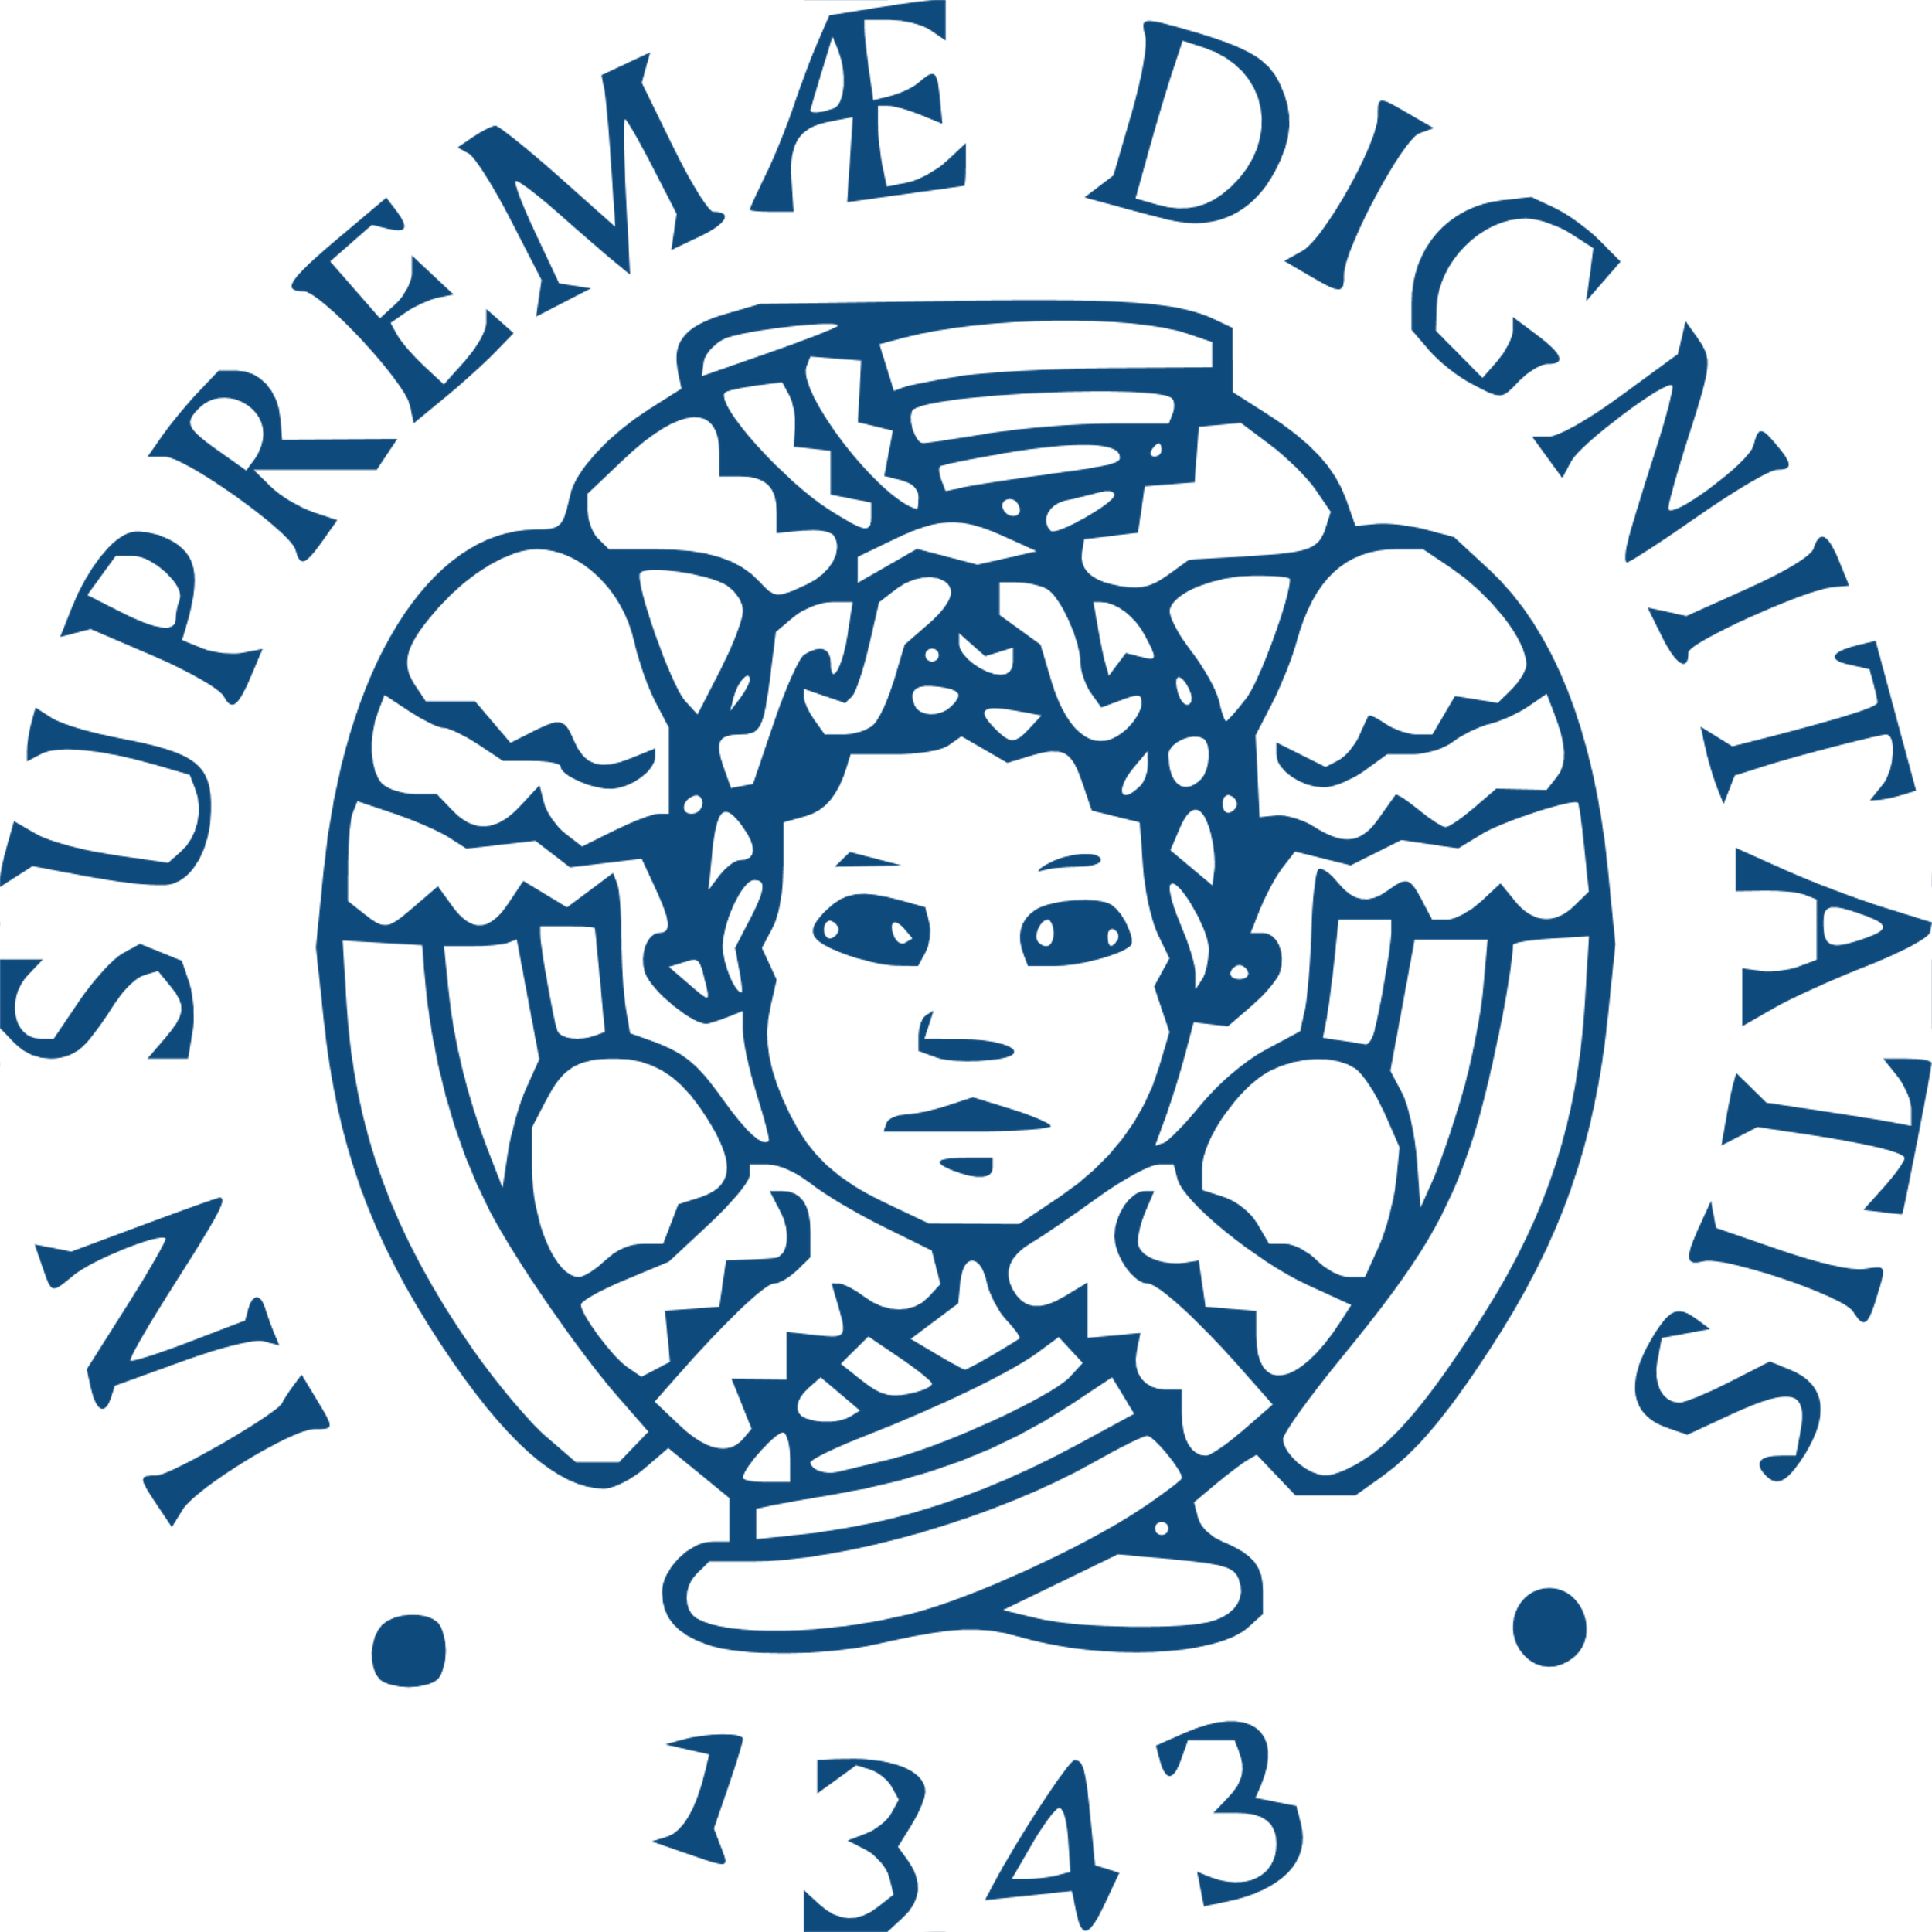 IN SUPREMÆ DIGNITATIS
1343